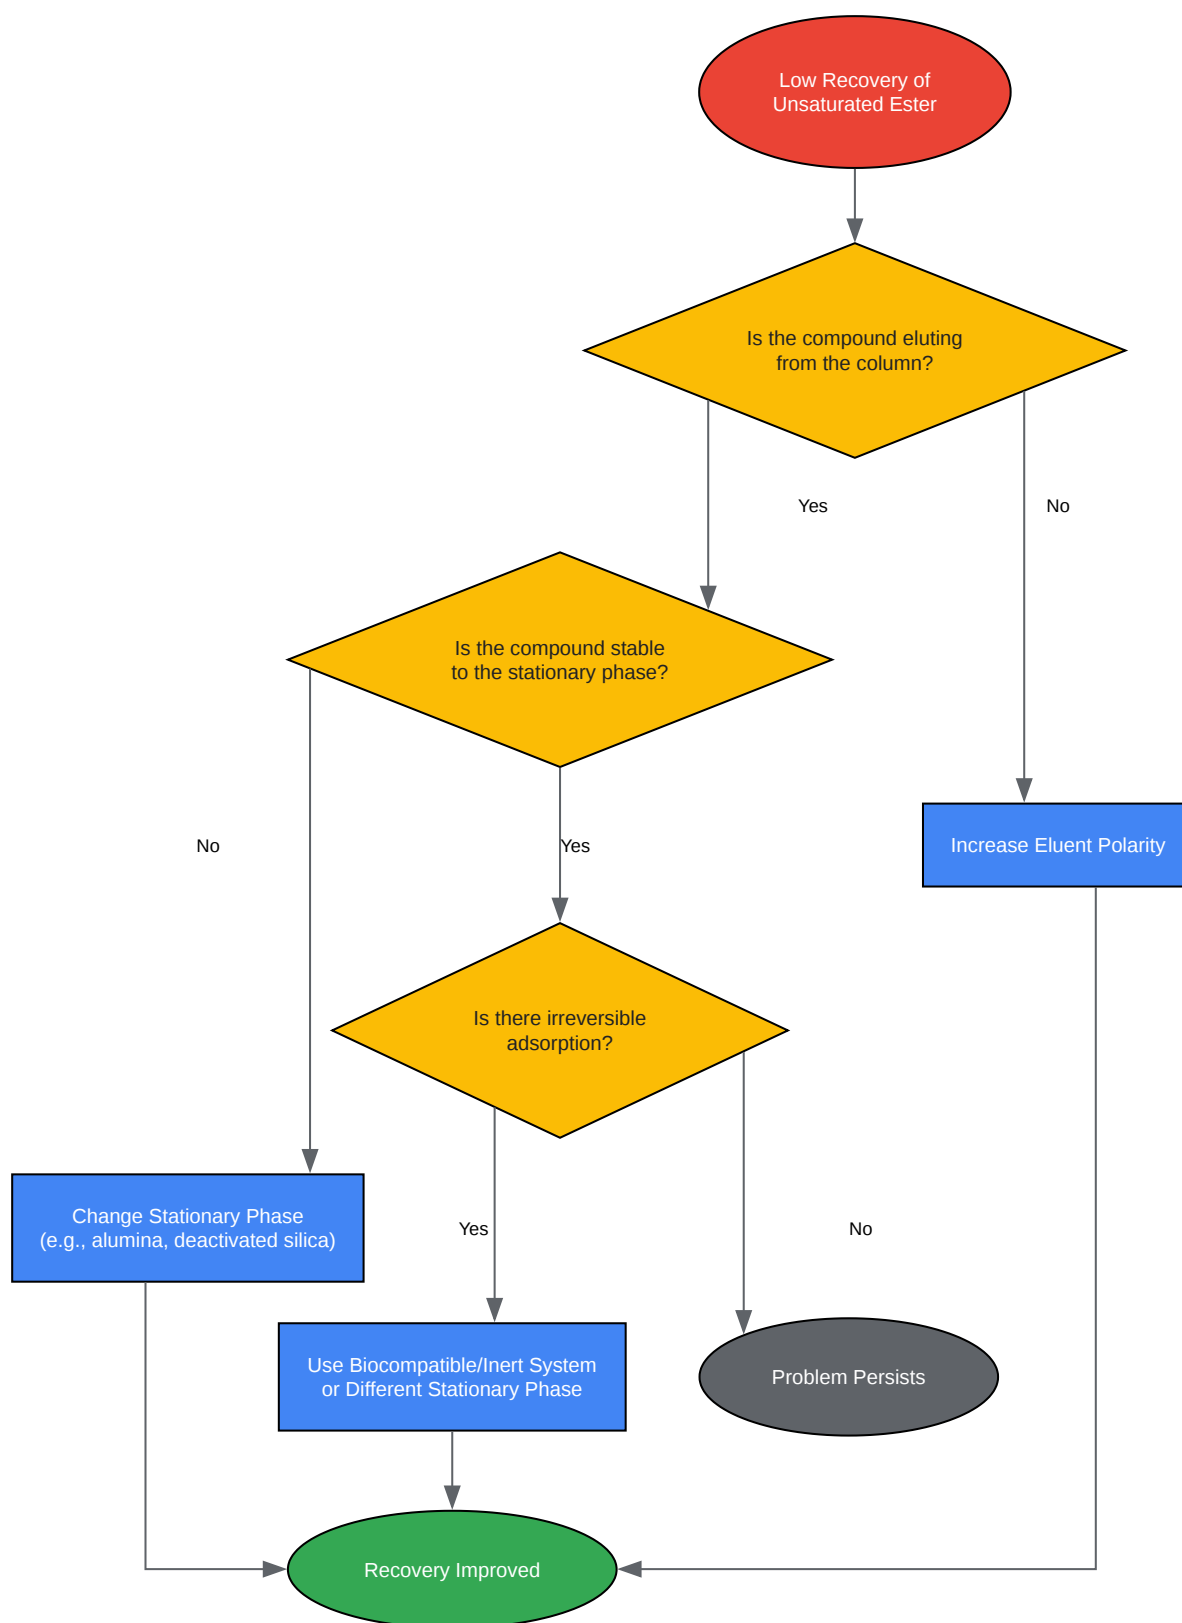 Low Recovery of
Unsaturated Ester
Is the compound eluting
from the column?
Yes
No
Is the compound stable
to the stationary phase?
No
Yes
Increase Eluent Polarity
Is there irreversible
adsorption?
Change Stationary Phase
(e.g., alumina, deactivated silica)
Yes
No
Use Biocompatible/Inert System
or Different Stationary Phase
Problem Persists
Recovery Improved